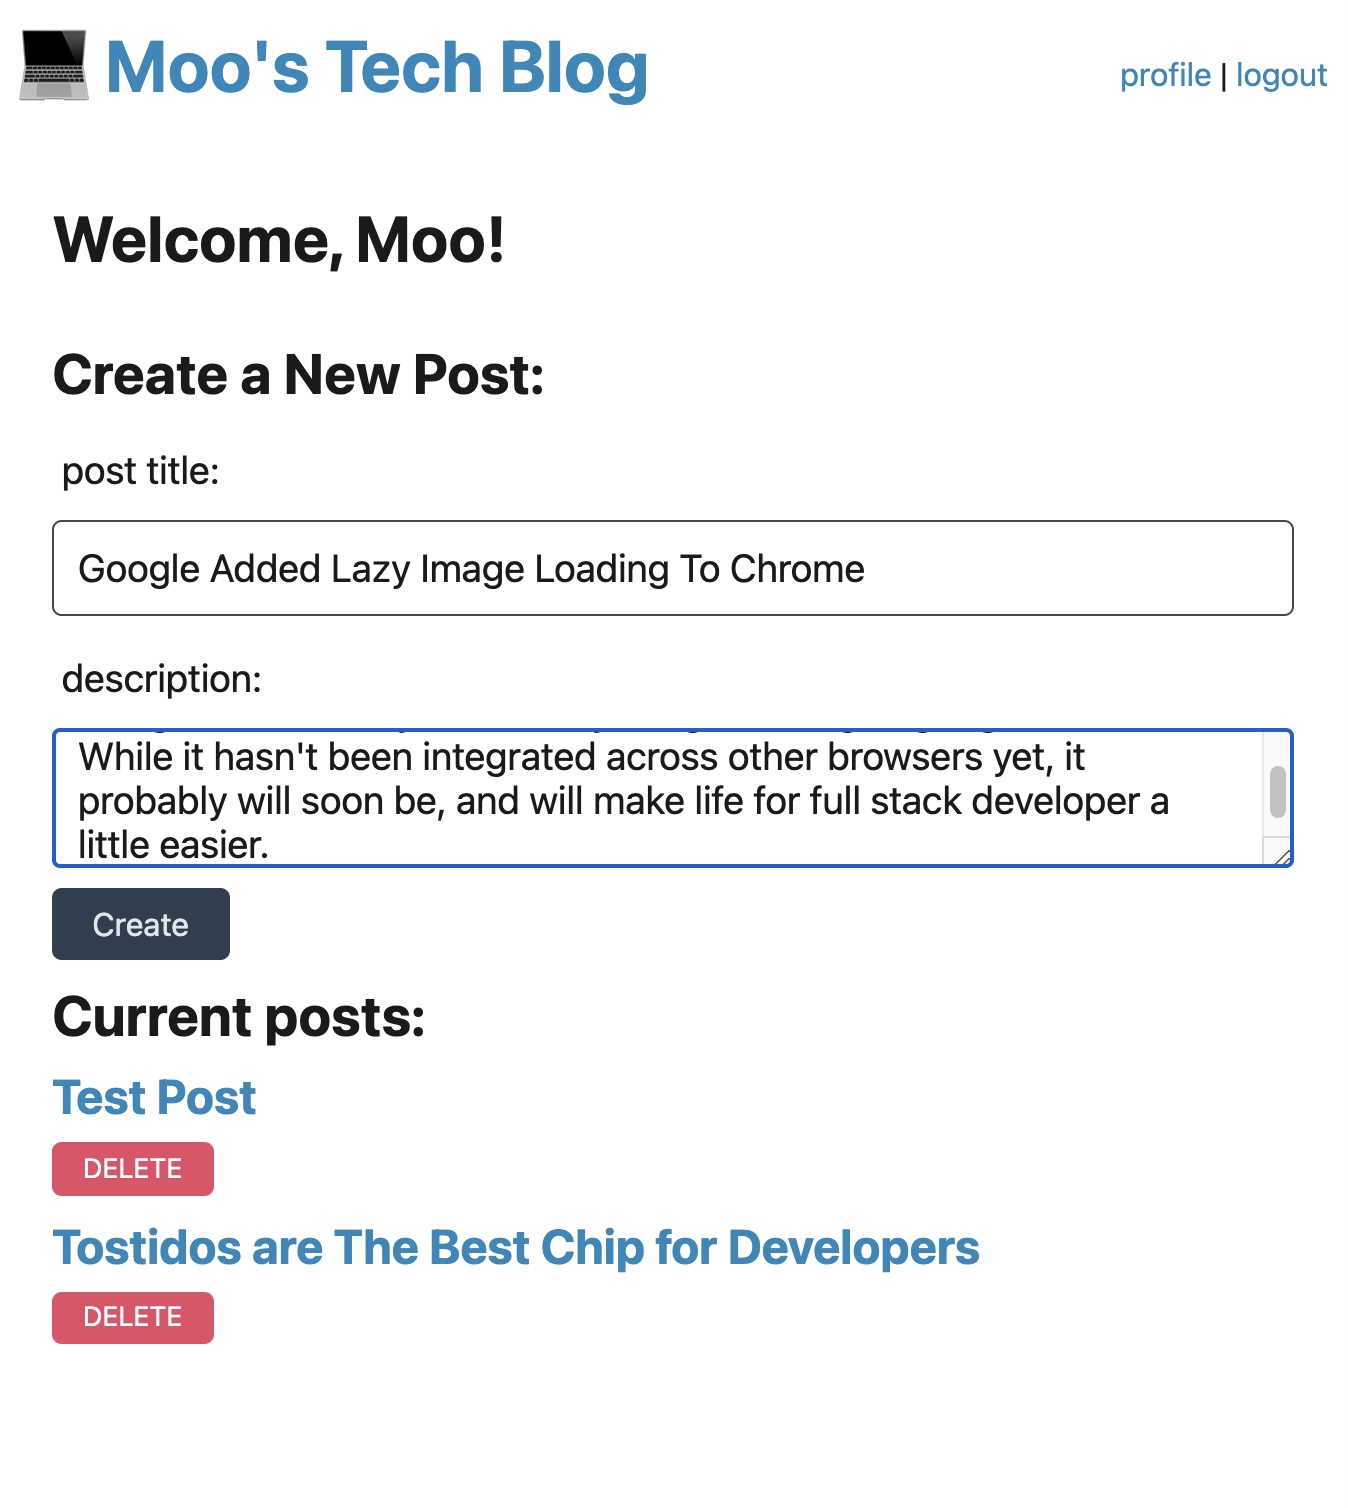 Moo's Tech Blog
profile | logout
Welcome, Moo!
Create a New Post:
post title:
Google Added Lazy Image Loading To Chrome
description:
While it hasn't been integrated across other browsers yet, it
probably will soon be, and will make life for full stack developer a
little easier.
Create
Current posts:
Test Post
DELETE
Tostidos are The Best Chip for Developers
DELETE